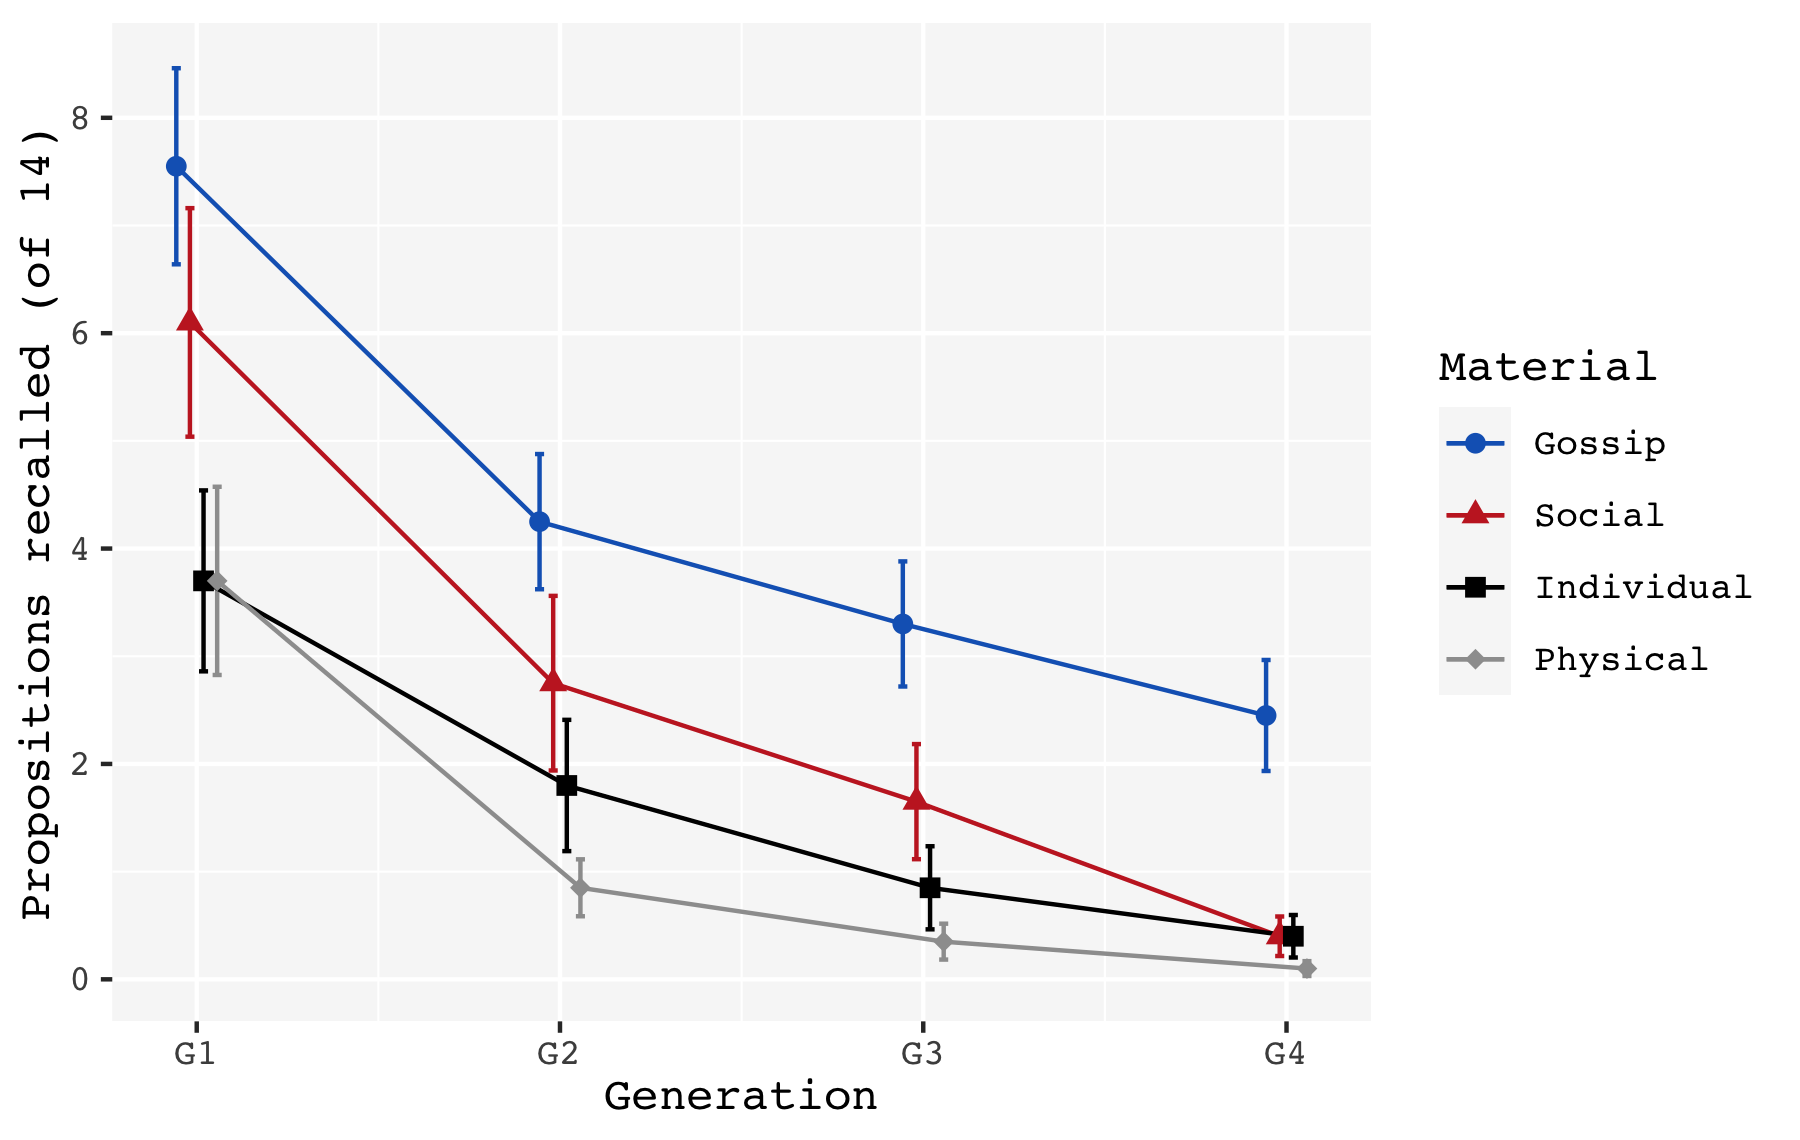 Propositions recalled (of 14)
8
6
4
2
0
G1 G2 G3 G4
Generation
Material
Gossip
Social
Individual
Physical